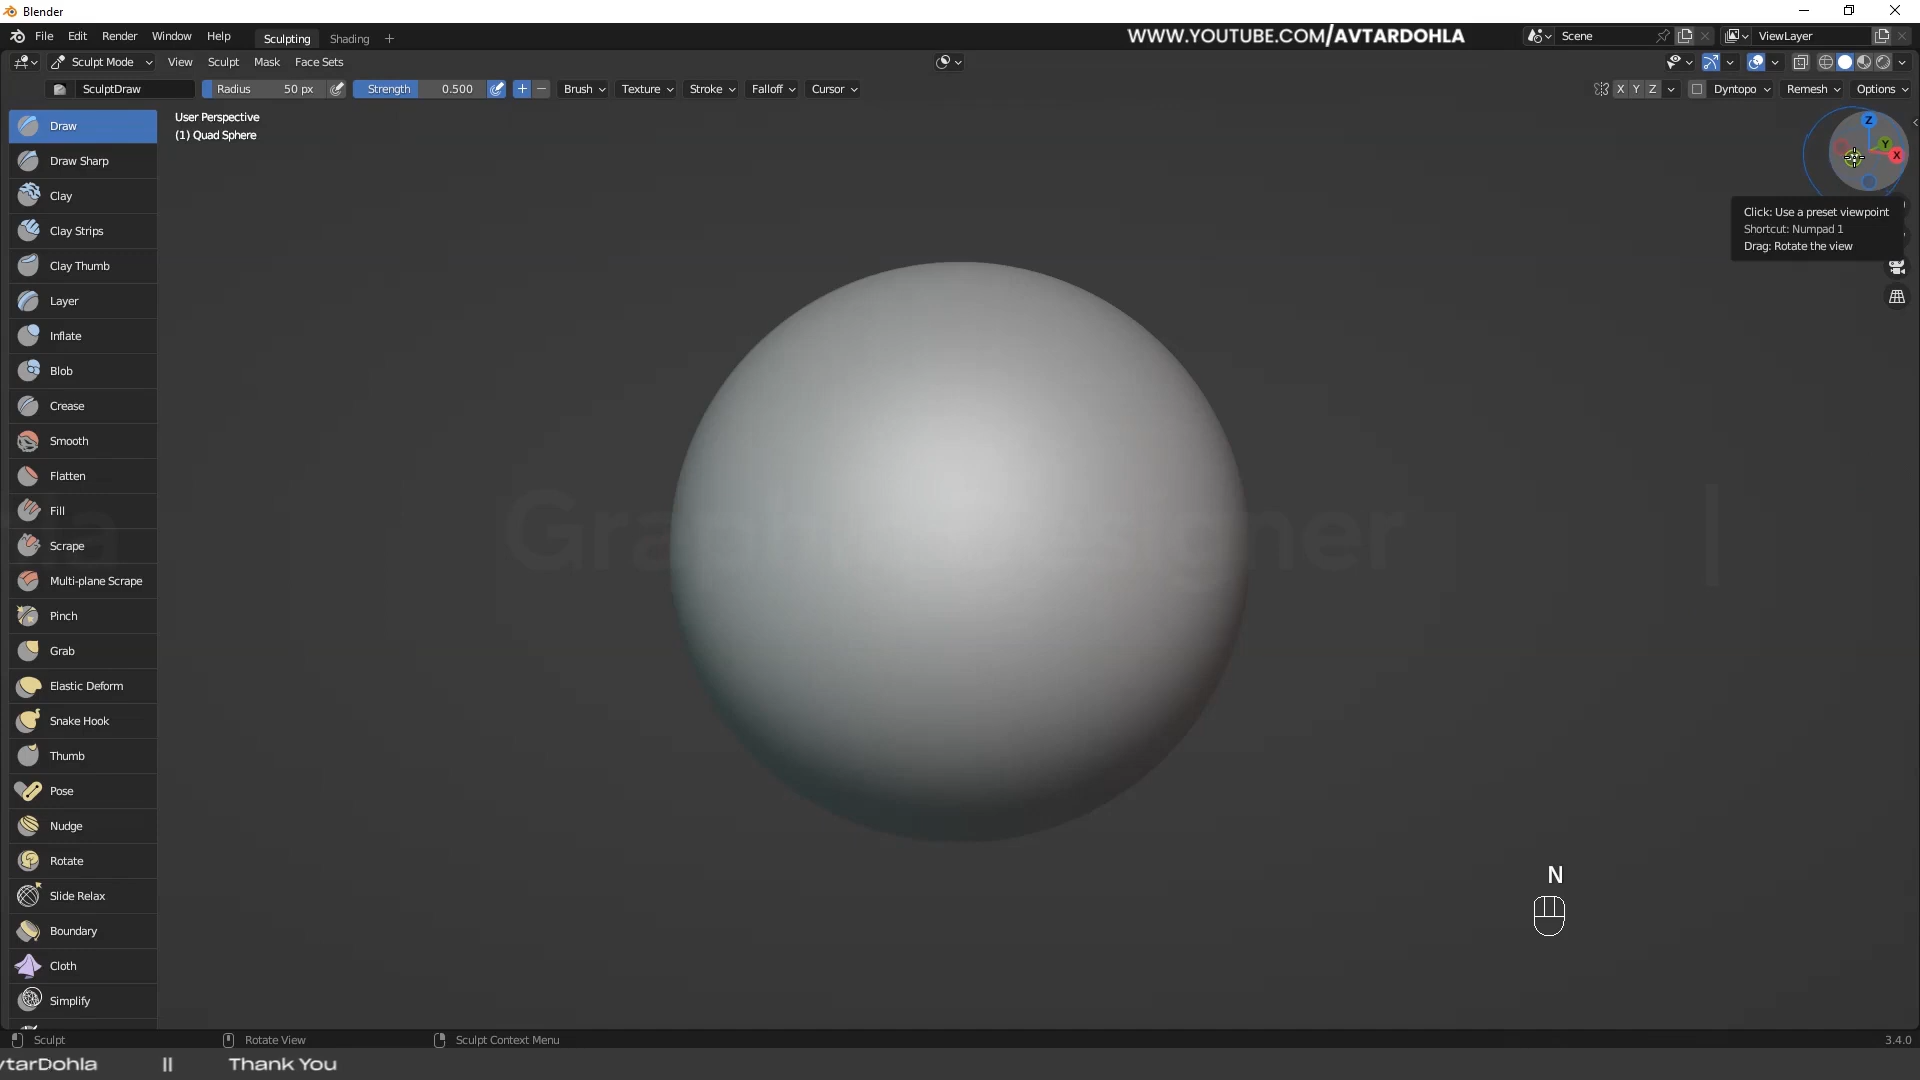 Blender
File Edit Render Window Help Sculpting Shading + WWW.YOUTUBE.COM/AVTARDOHLA Scene ViewLayer
Sculpt Mode View Sculpt Mask Face Sets
SculptDraw Radius 50 px Strength 0.500 + − Brush Texture Stroke Falloff Cursor X Y Z Dyntopo Remesh Options
User Perspective
(1) Quad Sphere
Z
Y
X
Click: Use a preset viewpoint
Shortcut: Numpad 1
Drag: Rotate the view
Draw
Draw Sharp
Clay
Clay Strips
Clay Thumb
Layer
Inflate
Blob
Crease
Smooth
Flatten
Fill
Scrape
Multi-plane Scrape
Pinch
Grab
Elastic Deform
Snake Hook
Thumb
Pose
Nudge
Rotate
Slide Relax
Boundary
Cloth
Simplify
Graphic Designer |
N
Sculpt Rotate View Sculpt Context Menu 3.4.0
vtarDohla || Thank You